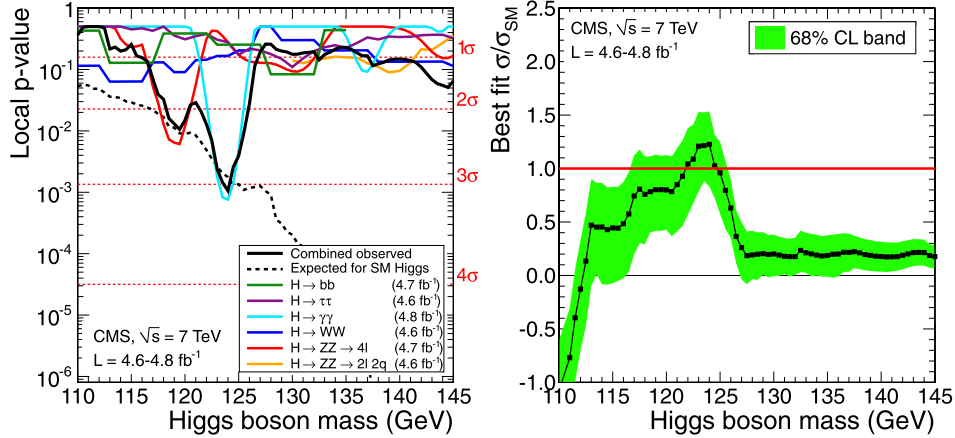 Local p-value
1
10⁻¹
10⁻²
10⁻³
10⁻⁴
10⁻⁵
10⁻⁶
1σ
2σ
3σ
4σ
Combined observed
Expected for SM Higgs
H → bb (4.7 fb⁻¹)
H → ττ (4.6 fb⁻¹)
H → γγ (4.8 fb⁻¹)
H → WW (4.6 fb⁻¹)
H → ZZ → 4l (4.7 fb⁻¹)
H → ZZ → 2l 2q (4.6 fb⁻¹)
CMS, √s = 7 TeV
L = 4.6-4.8 fb⁻¹
110 115 120 125 130 135 140 145
Higgs boson mass (GeV)
Best fit σ/σSM
2.5
2.0
1.5
1.0
0.5
0.0
-0.5
-1.0
CMS, √s = 7 TeV
L = 4.6-4.8 fb⁻¹
68% CL band
110 115 120 125 130 135 140 145
Higgs boson mass (GeV)